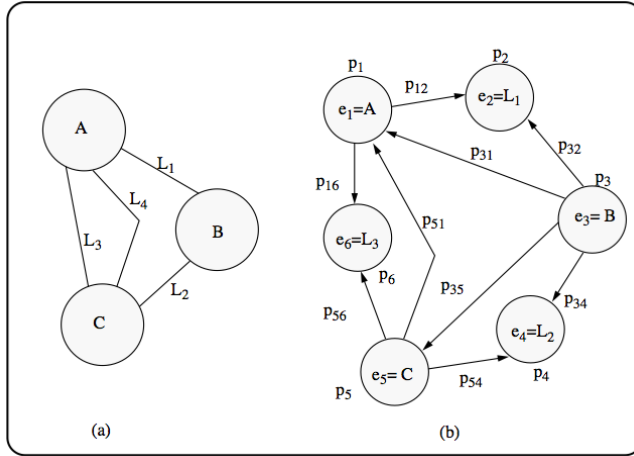 A
L₁
L₄
B
L₃
L₂
C
(a)
p₁
p₂
p₁₂
e₁=A
e₂=L₁
p₃₁
p₃₂
p₃
p₁₆
p₅₁
e₃= B
e₆=L₃
p₆
p₃₅
p₃₄
p₅₆
e₄=L₂
e₅= C
p₅₄
p₄
p₅
(b)